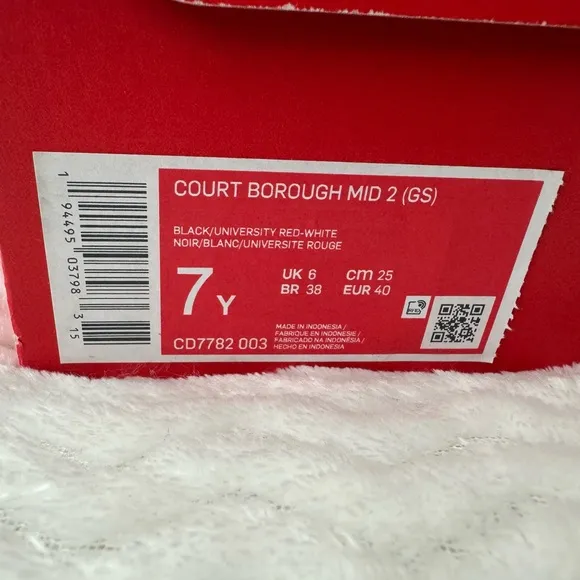 COURT BOROUGH MID 2 (GS)
BLACK/UNIVERSITY RED-WHITE
NOIR/BLANC/UNIVERSITE ROUGE
7 Y
UK 6 cm 25
BR 38 EUR 40
CD7782 003
MADE IN INDONESIA/
FABRIQUE EN INDONÉSIE/
FABRICADO NA INDONÉSIA/
HECHO EN INDONESIA
1 94495 03798 3 15